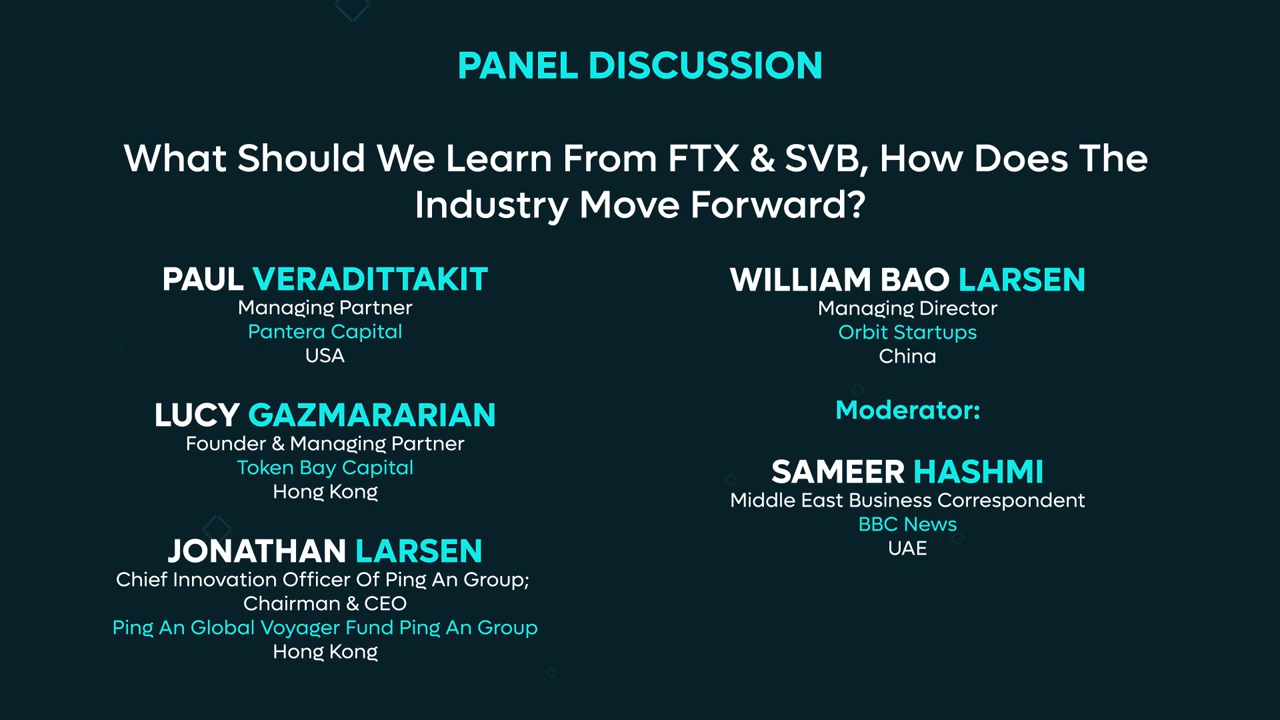 PANEL DISCUSSION
What Should We Learn From FTX & SVB, How Does The
Industry Move Forward?
PAUL VERADITTAKIT
Managing Partner
Pantera Capital
USA
LUCY GAZMARARIAN
Founder & Managing Partner
Token Bay Capital
Hong Kong
JONATHAN LARSEN
Chief Innovation Officer Of Ping An Group;
Chairman & CEO
Ping An Global Voyager Fund Ping An Group
Hong Kong
WILLIAM BAO LARSEN
Managing Director
Orbit Startups
China
Moderator:
SAMEER HASHMI
Middle East Business Correspondent
BBC News
UAE